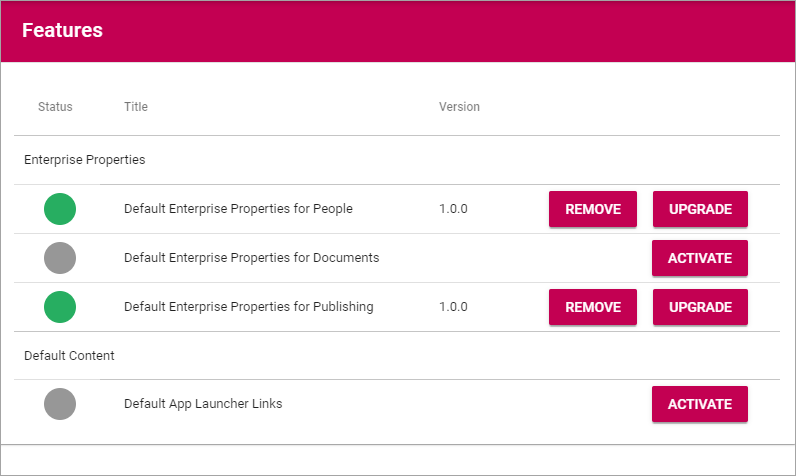 Features
Status Title Version
Enterprise Properties
Default Enterprise Properties for People 1.0.0 REMOVE UPGRADE
Default Enterprise Properties for Documents ACTIVATE
Default Enterprise Properties for Publishing 1.0.0 REMOVE UPGRADE
Default Content
Default App Launcher Links ACTIVATE